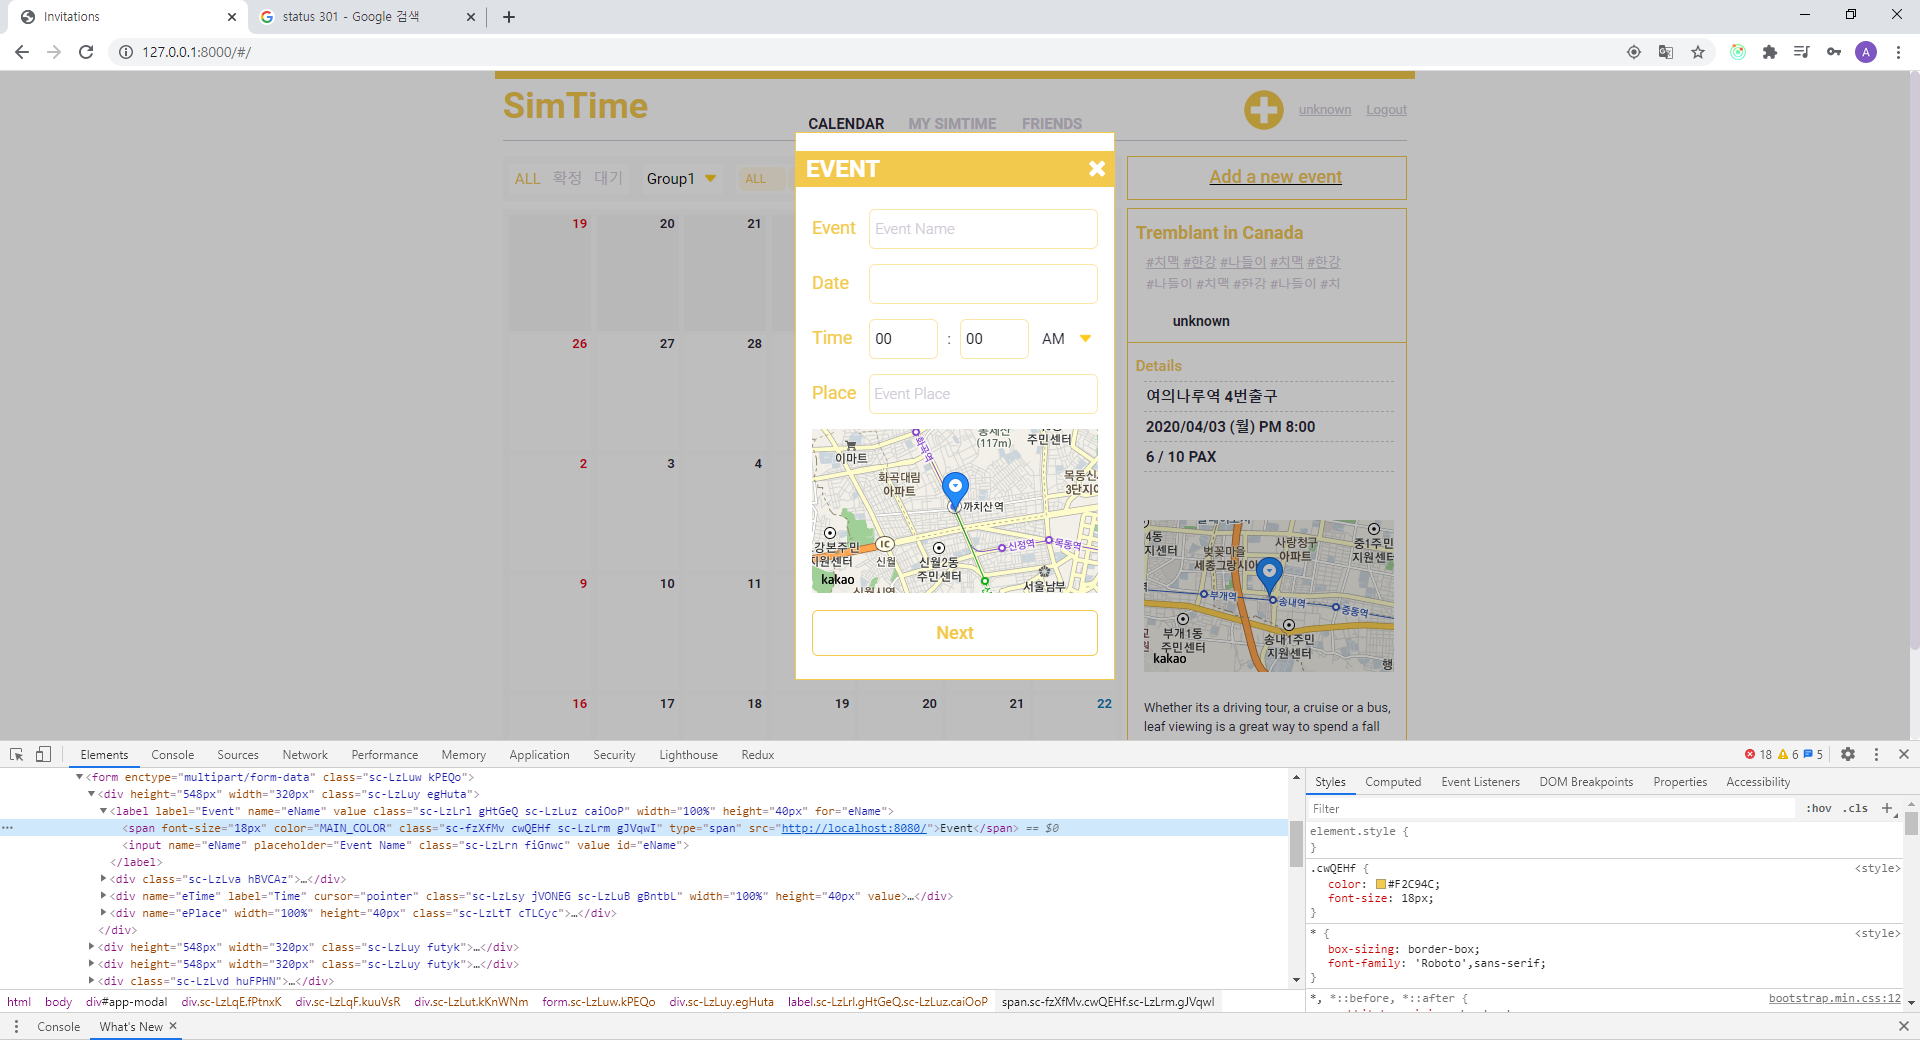 Invitations
status 301 - Google 검색
127.0.0.1:8000/#/
A
SimTime
CALENDAR MY SIMTIME FRIENDS
unknown Logout
ALL 확정 대기 Group1 ALL
EVENT
Add a new event
19 20 21
Event Event Name
Tremblant in Canada
#치맥 #한강 #나들이 #치맥 #한강
#나들이 #치맥 #한강 #나들이 #치
Date
unknown
Time 00 : 00 AM
26 27 28
Details
Place Event Place
여의나루역 4번출구
2020/04/03 (월) PM 8:00
6 / 10 PAX
2 3 4
(117m)
주민센터
이마트
화곡역
화곡대림
아파트
목동신
3단지아
까치산역
강본주민
지원센터
IC
신월
신월2동
주민센터
신정역
목동역
서울남부
kakao
9 10 11
4동
지센터
벚꽃마을
세종그랑시아
사랑청구
아파트
중1주민
지원센터
부개역
송내역
중동역
부개1동
주민센터
송내1주민
지원센터
행
kakao
Next
16 17 18 19 20 21 22
Whether its a driving tour, a cruise or a bus,
leaf viewing is a great way to spend a fall
Elements Console Sources Network Performance Memory Application Security Lighthouse Redux
18 6 5
<form enctype="multipart/form-data" class="sc-LzLuw kPEQo">
<div height="548px" width="320px" class="sc-LzLuy egHuta">
<label label="Event" name="eName" value class="sc-LzLrl gHtGeQ sc-LzLuz caiOoP" width="100%" height="40px" for="eName">
<span font-size="18px" color="MAIN_COLOR" class="sc-fzXfMv cwQEHf sc-LzLrm gJVqwI" type="span" src="http://localhost:8080/">Event</span> == $0
<input name="eName" placeholder="Event Name" class="sc-LzLrn fiGnwc" value id="eName">
</label>
<div class="sc-LzLva hBVCAz">…</div>
<div name="eTime" label="Time" cursor="pointer" class="sc-LzLsy jVONEG sc-LzLuB gBntbL" width="100%" height="40px" value>…</div>
<div name="ePlace" width="100%" height="40px" class="sc-LzLtT cTLCyc">…</div>
</div>
<div height="548px" width="320px" class="sc-LzLuy futyk">…</div>
<div height="548px" width="320px" class="sc-LzLuy futyk">…</div>
<div class="sc-LzLvd huFPHN">…</div>
html body div#app-modal div.sc-LzLqE.fPtnxK div.sc-LzLqF.kuuVsR div.sc-LzLut.kKnWNm form.sc-LzLuw.kPEQo div.sc-LzLuy.egHuta label.sc-LzLrl.gHtGeQ.sc-LzLuz.caiOoP span.sc-fzXfMv.cwQEHf.sc-LzLrm.gJVqwI
Styles Computed Event Listeners DOM Breakpoints Properties Accessibility
Filter :hov .cls +
element.style {
}
.cwQEHf { <style>
color: #F2C94C;
font-size: 18px;
}
* { <style>
box-sizing: border-box;
font-family: 'Roboto',sans-serif;
}
*, *::before, *::after { bootstrap.min.css:12
Console What's New